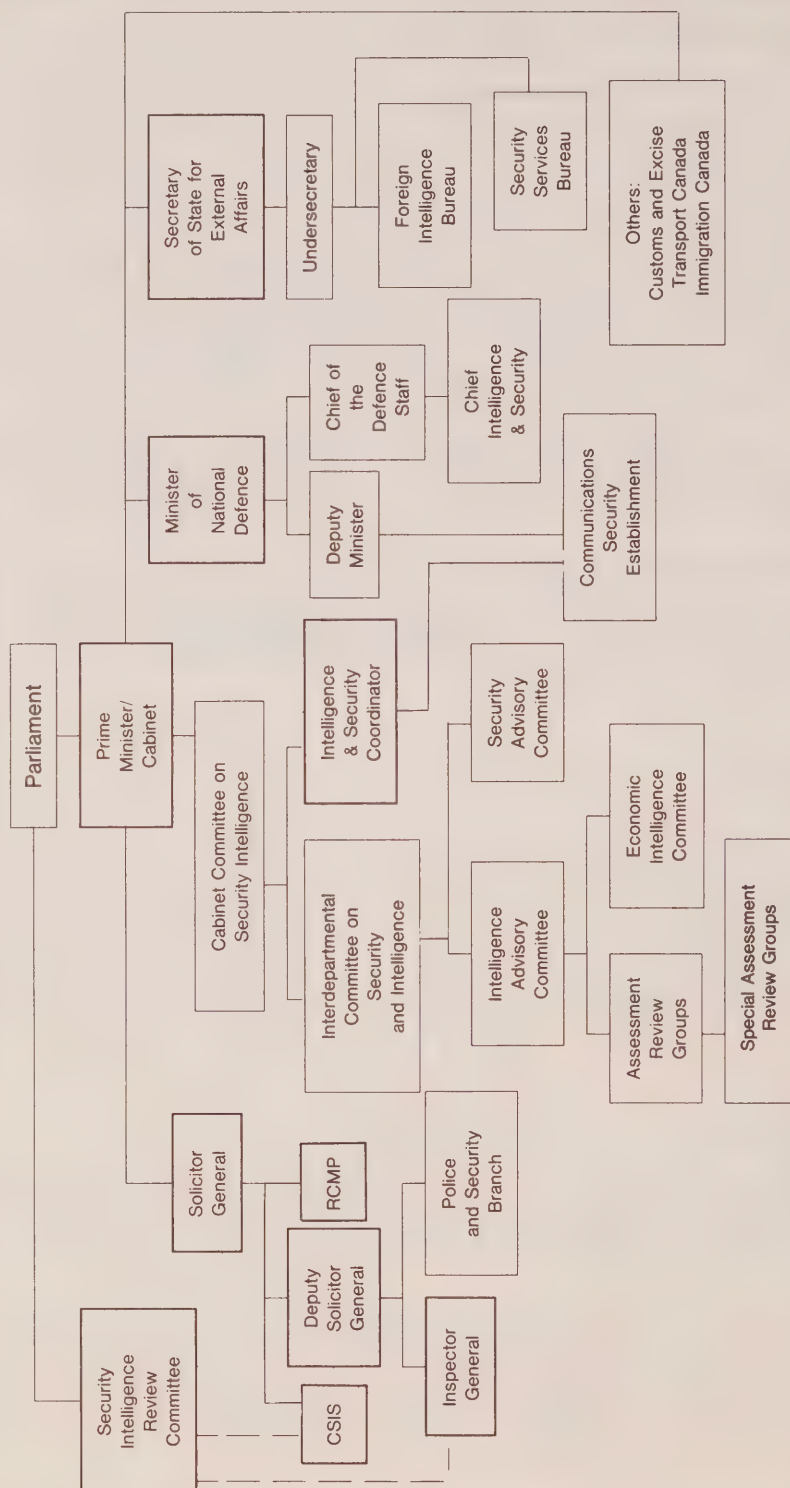 Parliament
Prime
Minister/
Cabinet
Security
Intelligence
Review
Committee
Solicitor
General
CSIS
Deputy
Solicitor
General
RCMP
Inspector
General
Police
and Security
Branch
Cabinet Committee on
Security Intelligence
Interdepartmental
Committee on
Security
and Intelligence
Intelligence
& Security
Coordinator
Intelligence
Advisory
Committee
Security
Advisory
Committee
Assessment
Review
Groups
Economic
Intelligence
Committee
Special Assessment
Review Groups
Minister
of
National
Defence
Deputy
Minister
Chief of
the
Defence
Staff
Chief
Intelligence
& Security
Communications
Security
Establishment
Secretary
of State for
External
Affairs
Undersecretary
Foreign
Intelligence
Bureau
Security
Services
Bureau
Others:
Customs and Excise
Transport Canada
Immigration Canada